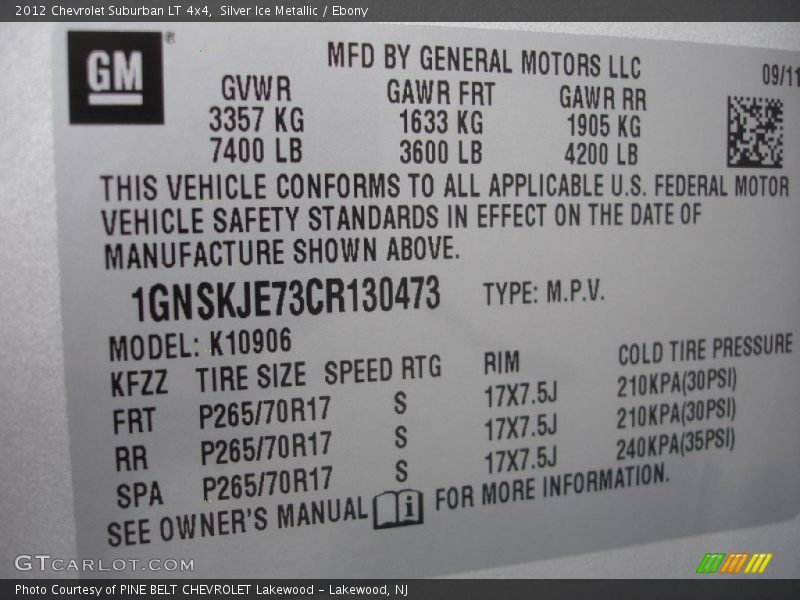 2012 Chevrolet Suburban LT 4x4,  Silver Ice Metallic / Ebony
GM
®
MFD BY GENERAL MOTORS LLC
09/11
GVWR GAWR FRT GAWR RR
3357 KG 1633 KG 1905 KG
7400 LB 3600 LB 4200 LB
THIS VEHICLE CONFORMS TO ALL APPLICABLE U.S. FEDERAL MOTOR
VEHICLE SAFETY STANDARDS IN EFFECT ON THE DATE OF
MANUFACTURE SHOWN ABOVE.
1GNSKJE73CR130473 TYPE: M.P.V.
MODEL: K10906
KFZZ TIRE SIZE SPEED RTG RIM COLD TIRE PRESSURE
FRT P265/70R17 S 17X7.5J 210KPA(30PSI)
RR P265/70R17 S 17X7.5J 210KPA(30PSI)
SPA P265/70R17 S 17X7.5J 240KPA(35PSI)
SEE OWNER'S MANUAL i FOR MORE INFORMATION.
GTCARLOT.COM
Photo Courtesy of PINE BELT CHEVROLET Lakewood – Lakewood, NJ